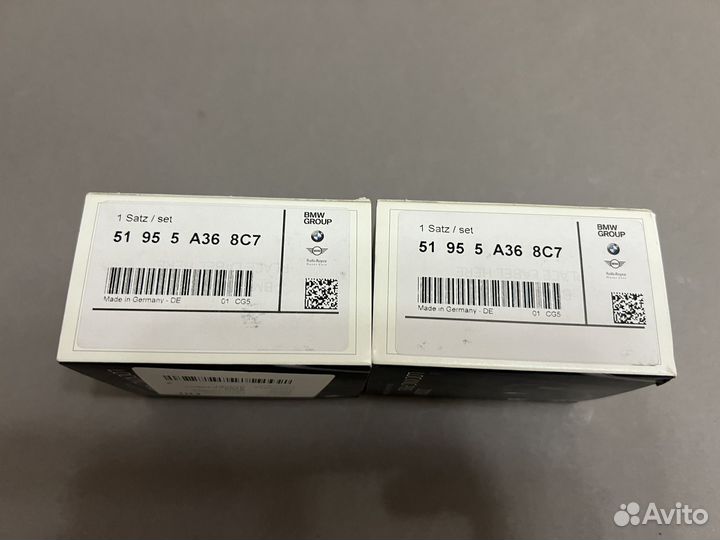 1 Satz / set
51 95 5 A36 8C7
Made in Germany - DE
01 CG5
BMW
GROUP
1 Satz / set
51 95 5 A36 8C7
Made in Germany - DE
01 CG5
BMW
GROUP
Avito